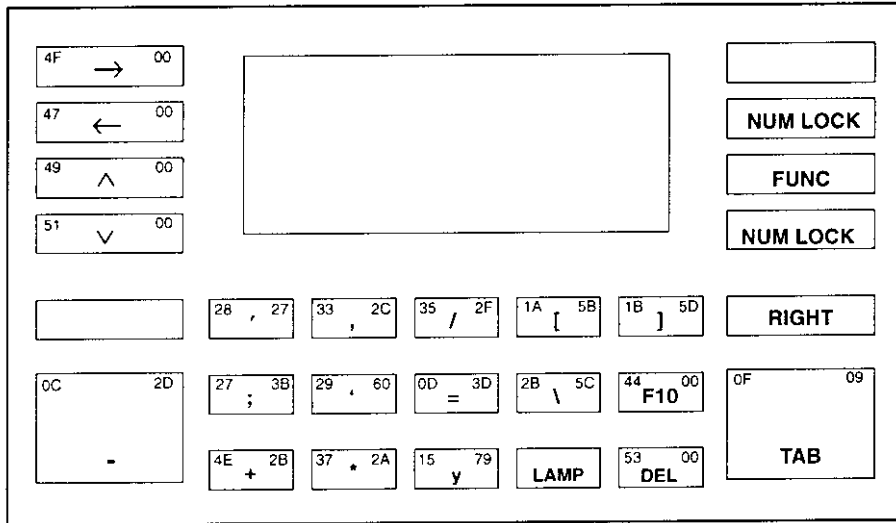 4F → 00
47 ← 00
NUM LOCK
49 ^ 00
FUNC
51 ∨ 00
NUM LOCK
28 ′ 27
33 , 2C
35 / 2F
1A [ 5B
1B ] 5D
RIGHT
0C 2D
-
27 ; 3B
29 ‘ 60
0D = 3D
2B \ 5C
44 F10 00
0F 09
TAB
4E + 2B
37 * 2A
15 y 79
LAMP
53 DEL 00